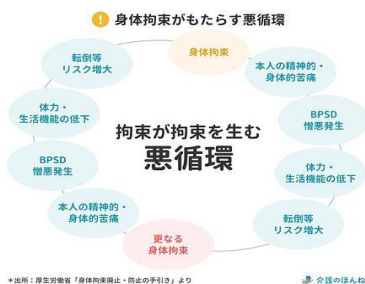 ! 身体拘束がもたらす悪循環
身体拘束
本人の精神的・
身体的苦痛
BPSD
憎悪発生
体力・
生活機能の低下
転倒等
リスク増大
更なる
身体拘束
本人の精神的・
身体的苦痛
BPSD
憎悪発生
体力・
生活機能の低下
転倒等
リスク増大
拘束が拘束を生む
悪循環
*出所：厚生労働省「身体拘束廃止・防止の手引き」より
介護のほんね